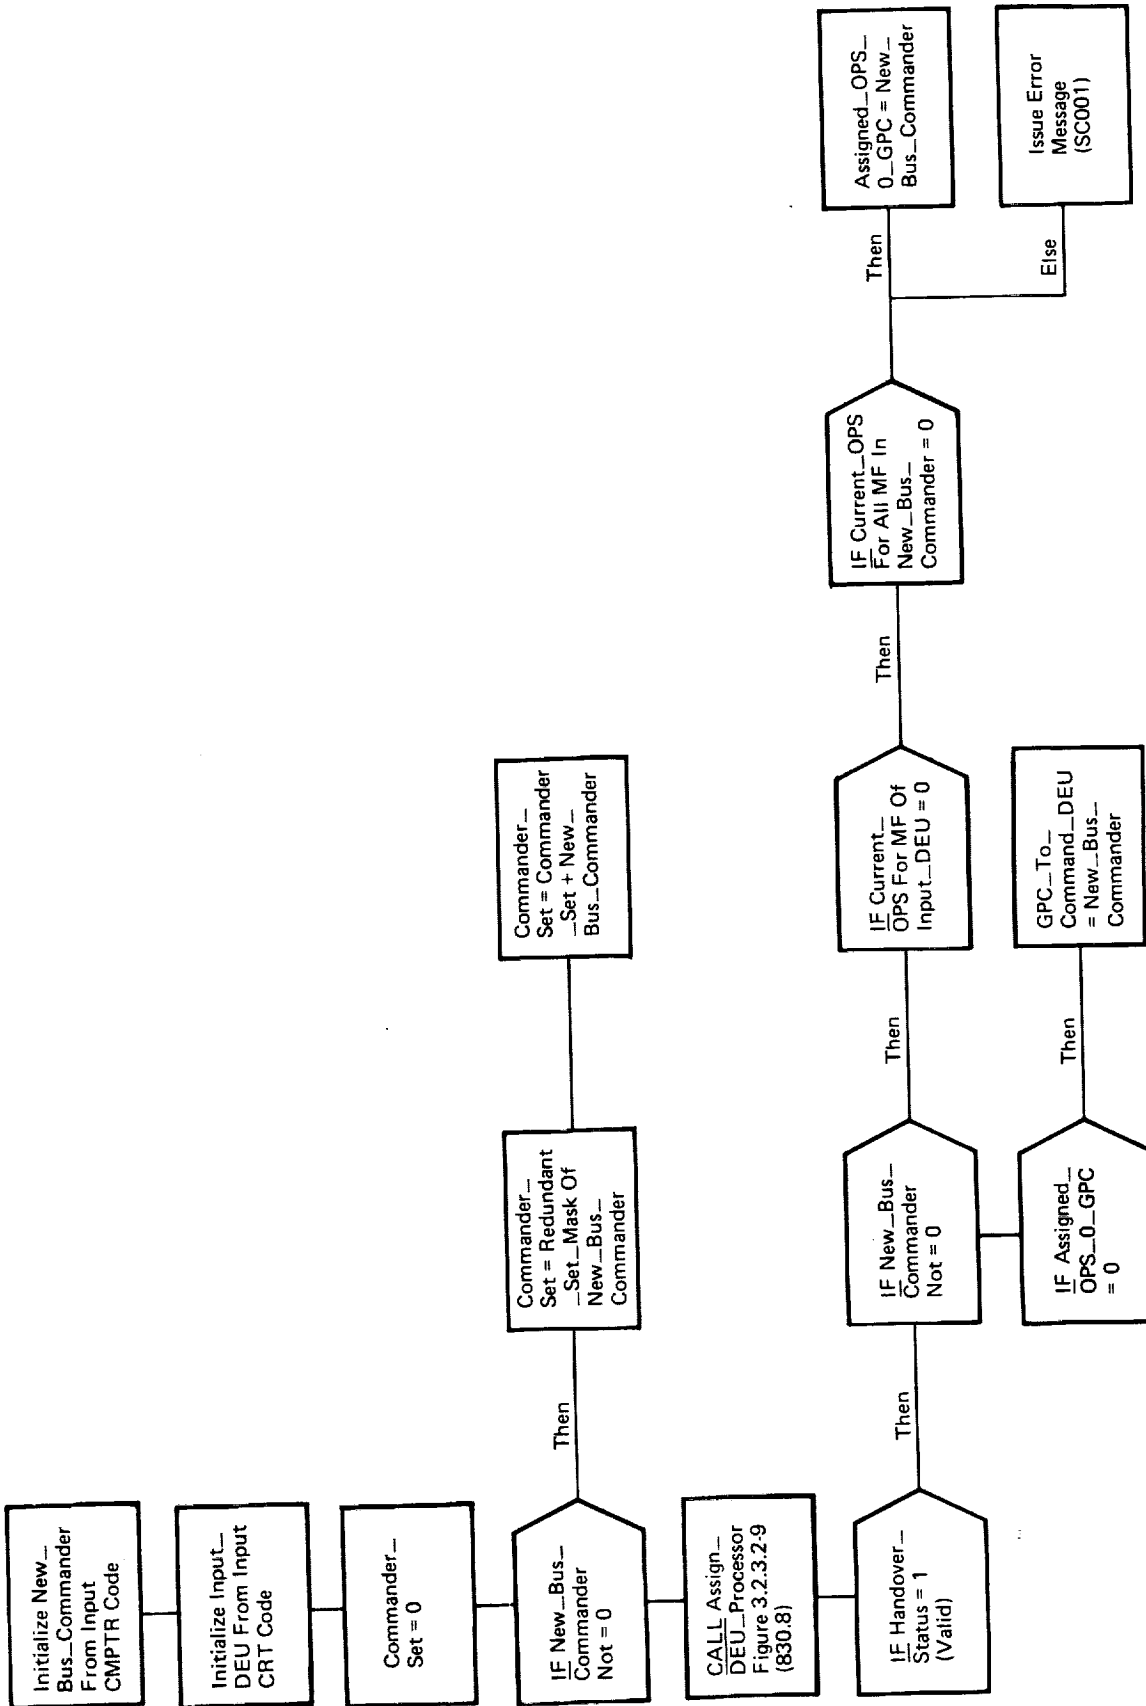 Initialize New_
Bus_Commander
From Input
CMPTR Code
Initialize Input_
DEU From Input
CRT Code
Commander_
Set = 0
IF New_Bus_
Commander
Not = 0
Then
Commander_
Set = Redundant
_Set_Mask Of
New_Bus_
Commander
Commander_
Set = Commander
_Set + New_
Bus_Commander
CALL Assign_
DEU_Processor
Figure 3.2.3.2-9
(830.8)
IF Handover_
Status = 1
(Valid)
Then
IF New_Bus_
Commander
Not = 0
Then
IF Current_
OPS For MF Of
Input_DEU = 0
Then
IF Current_OPS
For All MF In
New_Bus_
Commander = 0
Then
Assigned_OPS_
0_GPC = New_
Bus_Commander
Else
Issue Error
Message
(SC001)
IF Assigned_
OPS_0_GPC
= 0
Then
GPC_To_
Command_DEU
= New_Bus_
Commander